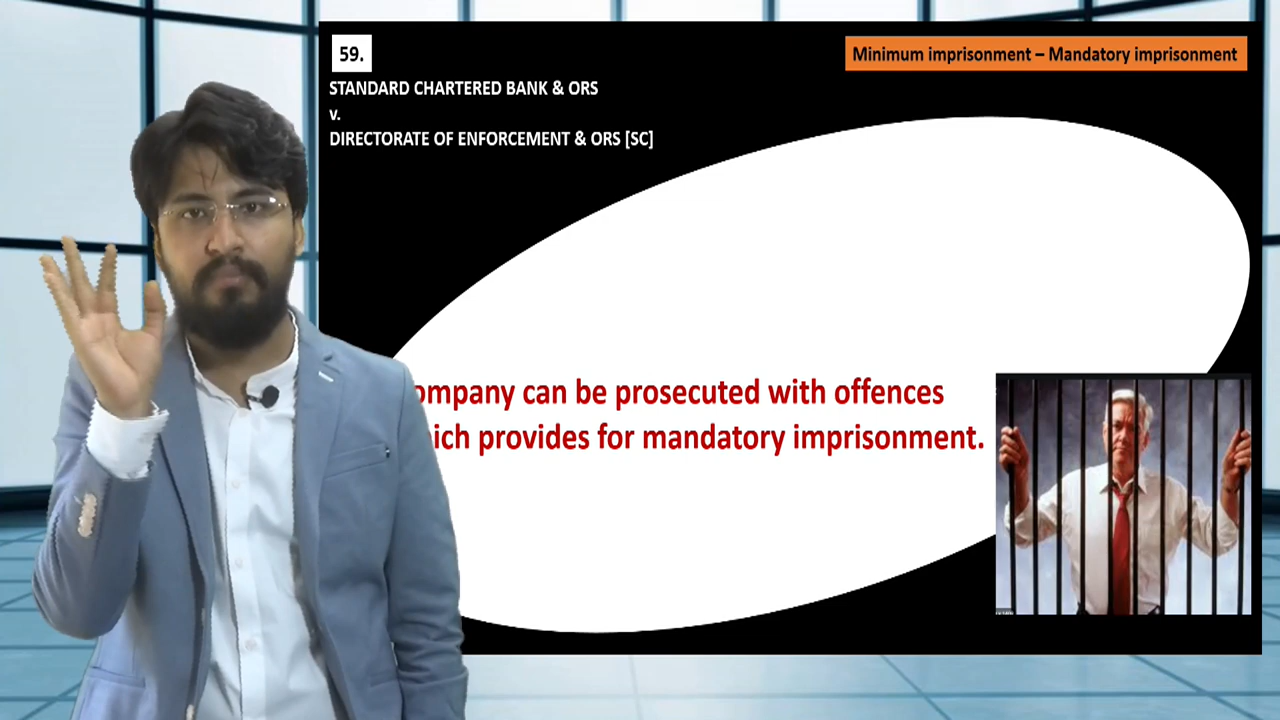 59.
Minimum imprisonment – Mandatory imprisonment
STANDARD CHARTERED BANK & ORS
v.
DIRECTORATE OF ENFORCEMENT & ORS [SC]
ompany can be prosecuted with offences
ich provides for mandatory imprisonment.